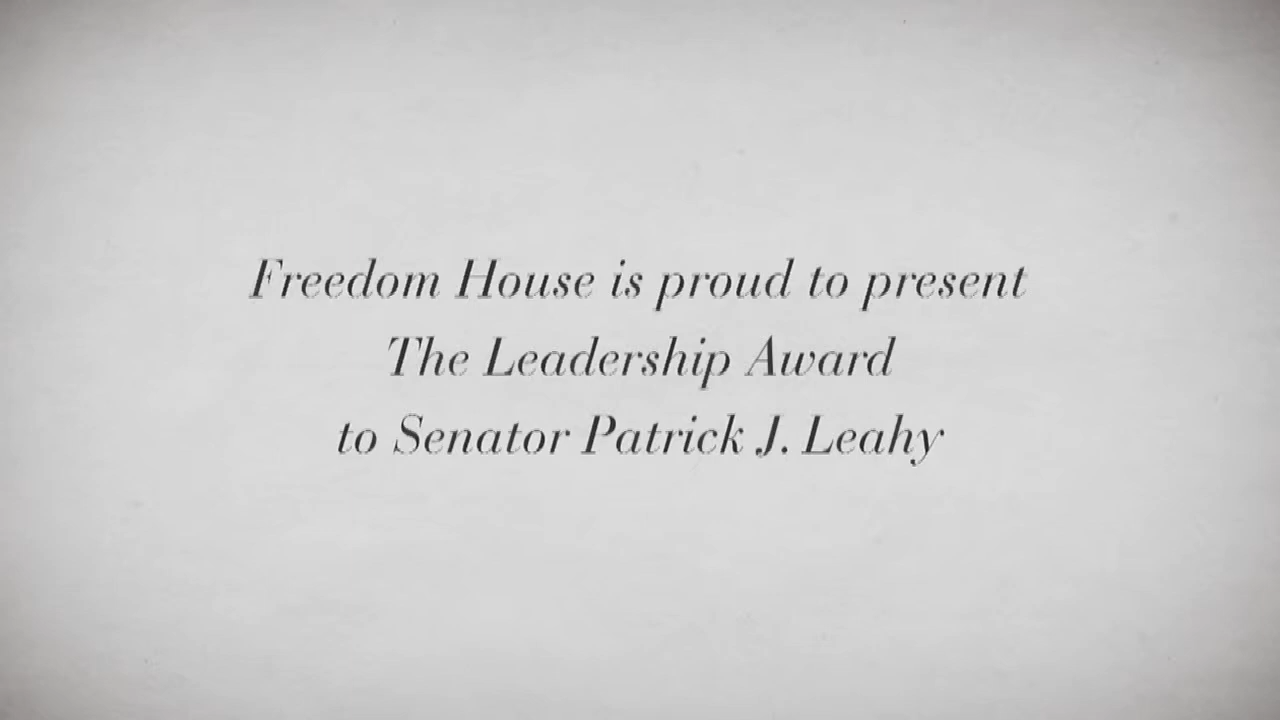 Freedom House is proud to present
The Leadership Award
to Senator Patrick J. Leahy